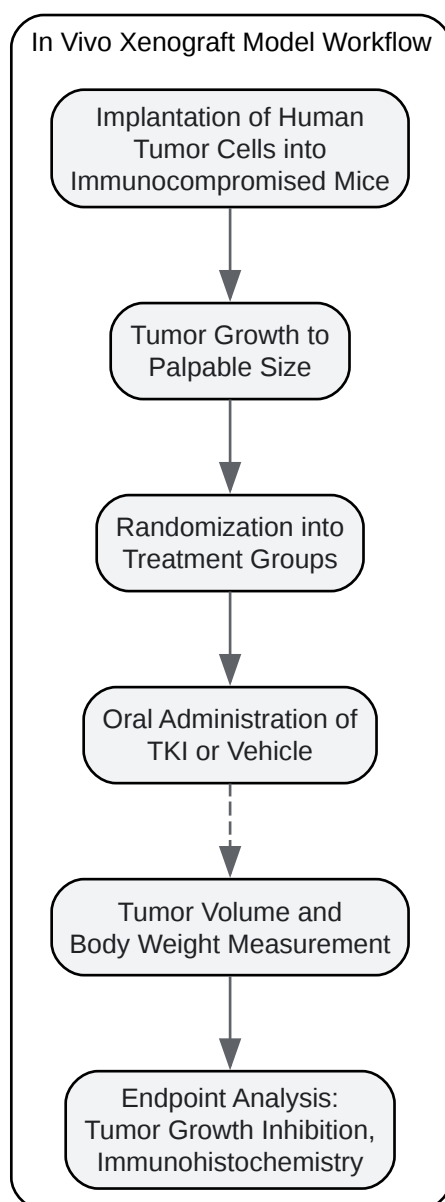 In Vivo Xenograft Model Workflow
Implantation of Human
Tumor Cells into
Immunocompromised Mice
Tumor Growth to
Palpable Size
Randomization into
Treatment Groups
Oral Administration of
TKI or Vehicle
Tumor Volume and
Body Weight Measurement
Endpoint Analysis:
Tumor Growth Inhibition,
Immunohistochemistry